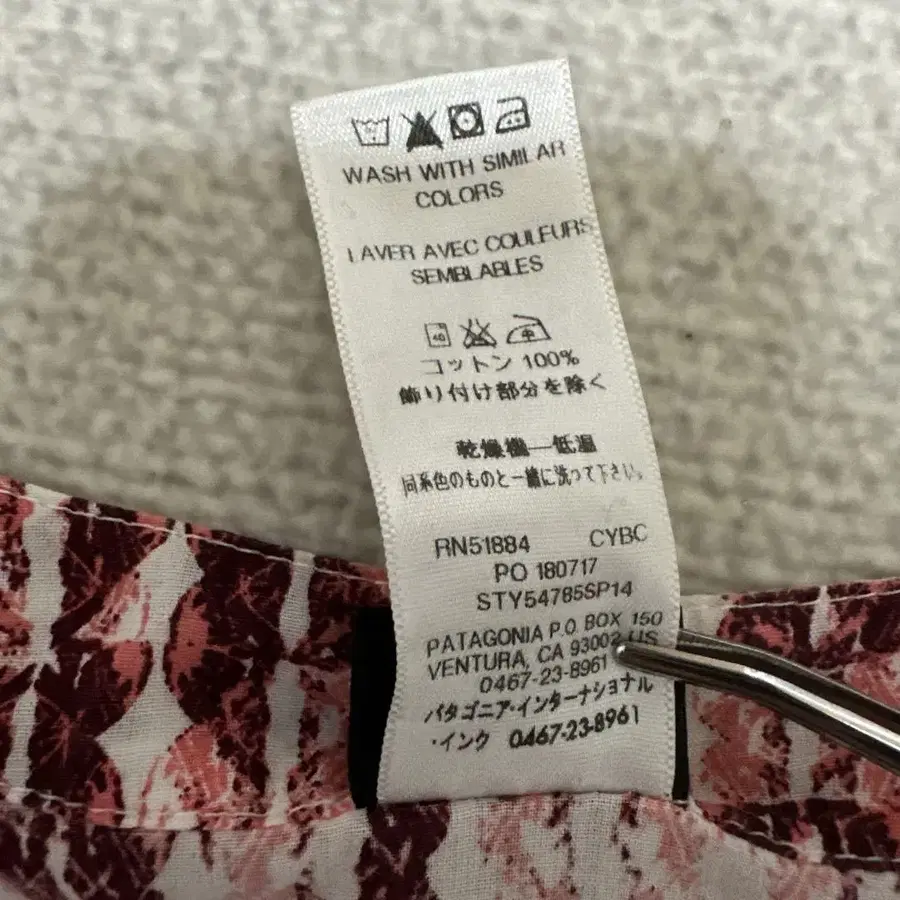 WASH WITH SIMILAR
COLORS
LAVER AVEC COULEURS
SEMBLABLES
40 中
コットン 100%
飾り付け部分を除く
乾燥機—低温
同系色のものと一緒に洗って下さい。
RN51884 CYBC
PO 180717
STY54785SP14
PATAGONIA P.O. BOX 150
VENTURA, CA 93002 US
0467-23-8961
パタゴニア・インターナショナル
・インク 0467-23-8961